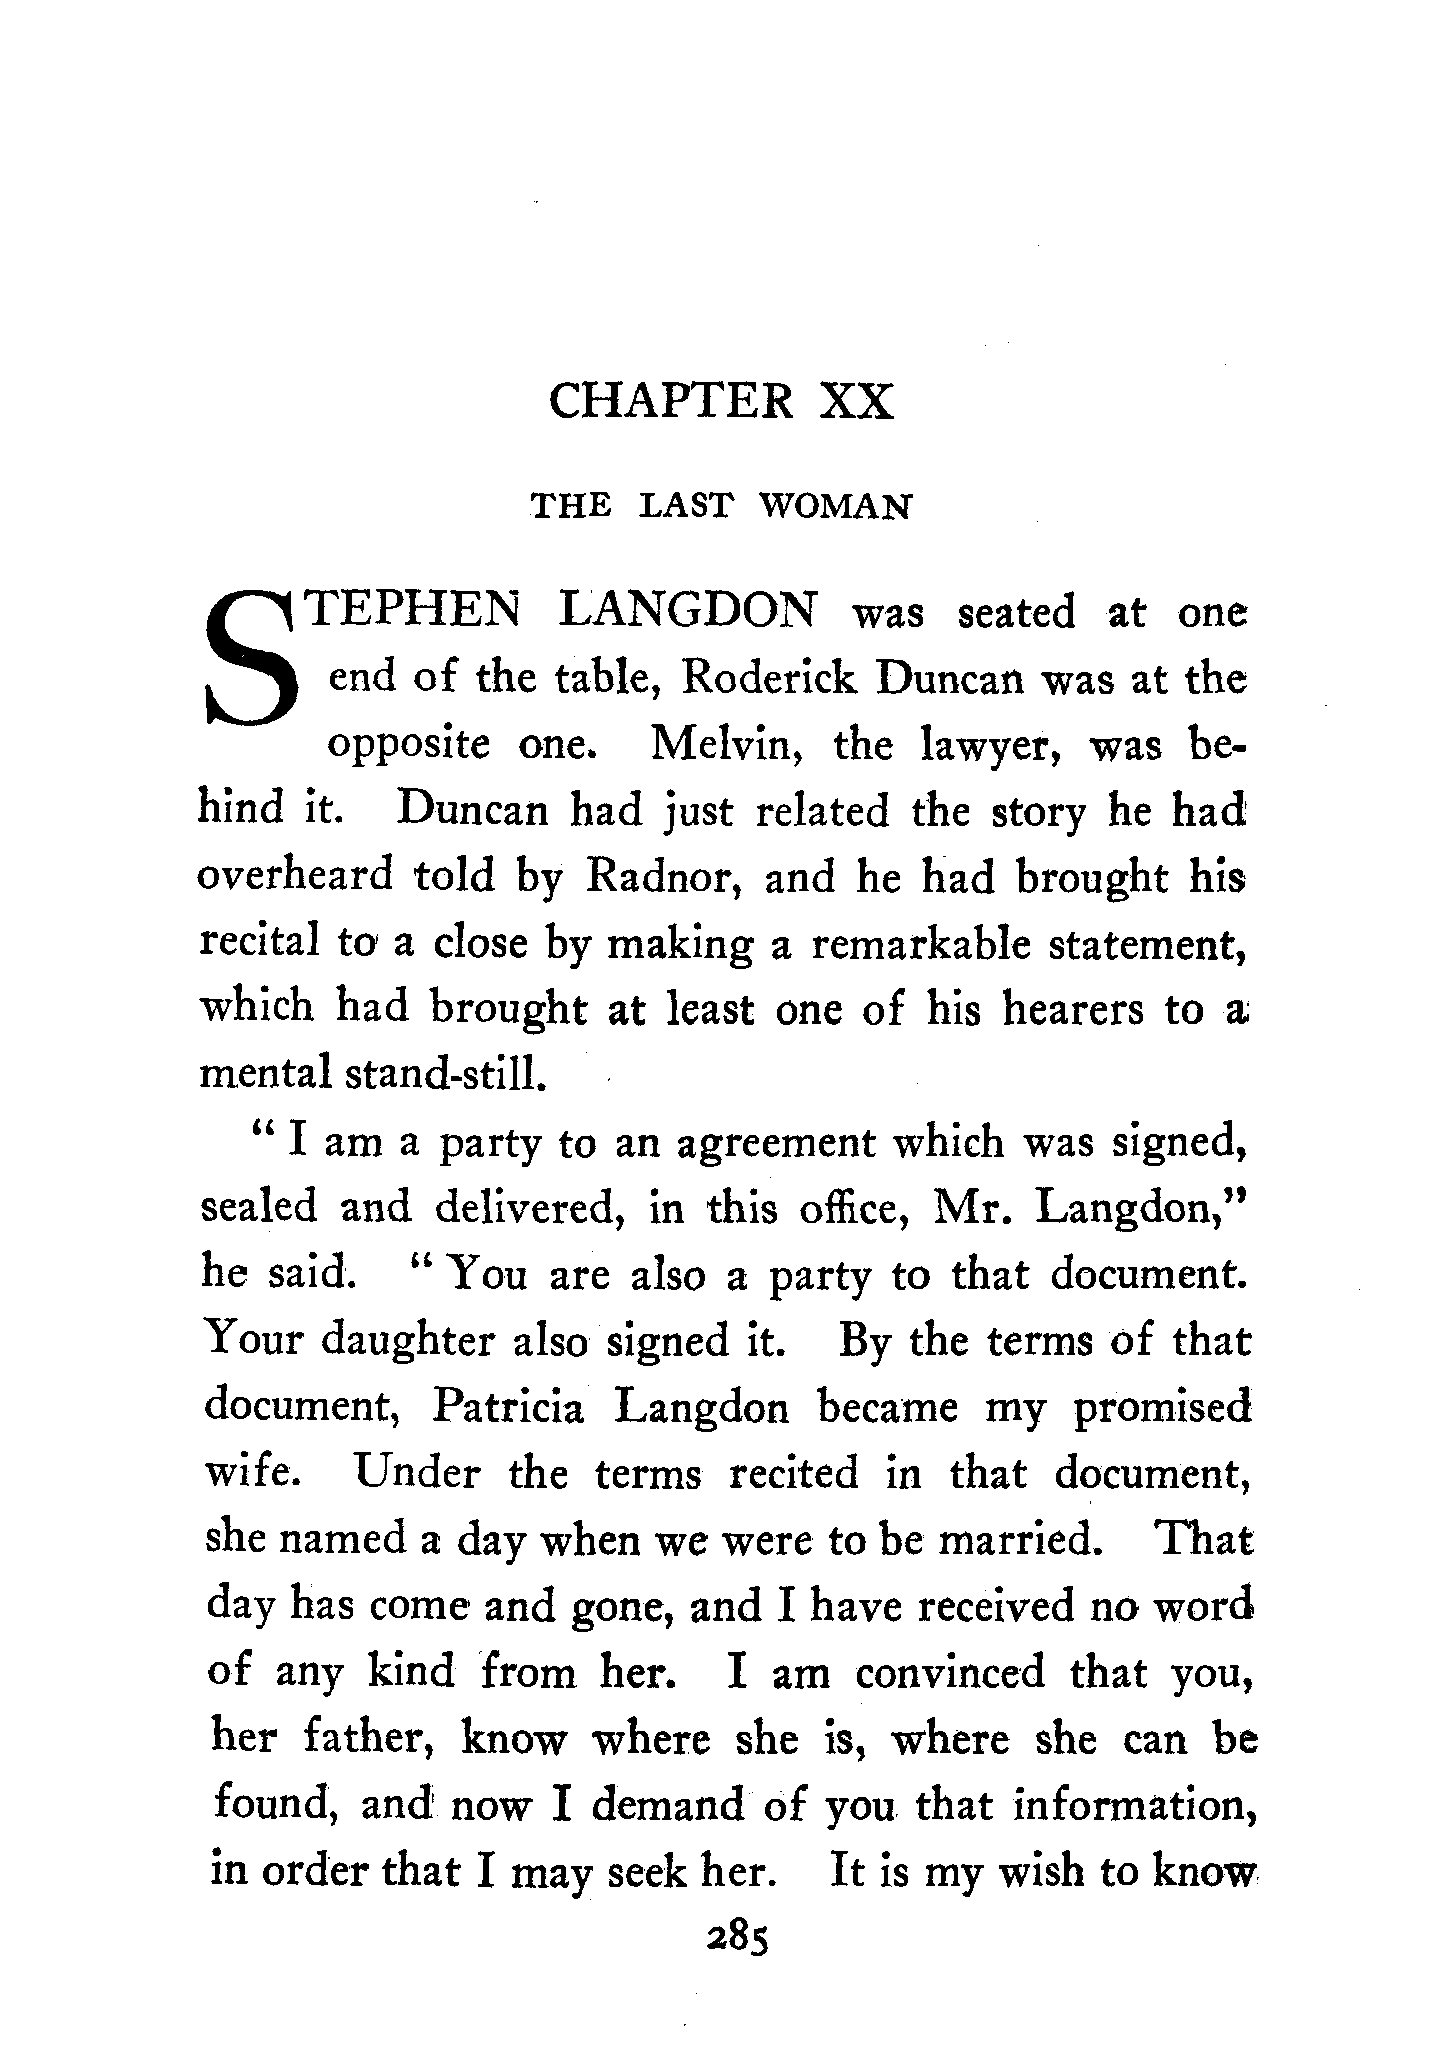 CHAPTER XX
THE LAST WOMAN
STEPHEN LANGDON was seated at one
end of the table, Roderick Duncan was at the
opposite one. Melvin, the lawyer, was be-
hind it. Duncan had just related the story he had
overheard told by Radnor, and he had brought his
recital to a close by making a remarkable statement,
which had brought at least one of his hearers to a
mental stand-still.
“ I am a party to an agreement which was signed,
sealed and delivered, in this office, Mr. Langdon,”
he said. “ You are also a party to that document.
Your daughter also signed it. By the terms of that
document, Patricia Langdon became my promised
wife. Under the terms recited in that document,
she named a day when we were to be married. That
day has come and gone, and I have received no word
of any kind from her. I am convinced that you,
her father, know where she is, where she can be
found, and now I demand of you that information,
in order that I may seek her. It is my wish to know
285